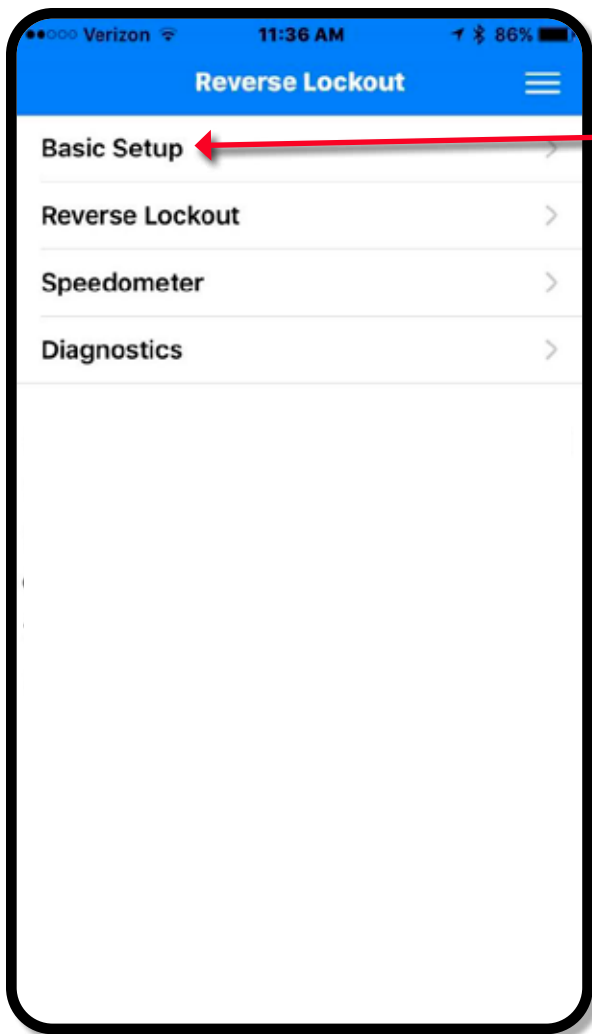 Verizon 11:36 AM 86%
Reverse Lockout
Basic Setup
Reverse Lockout
Speedometer
Diagnostics